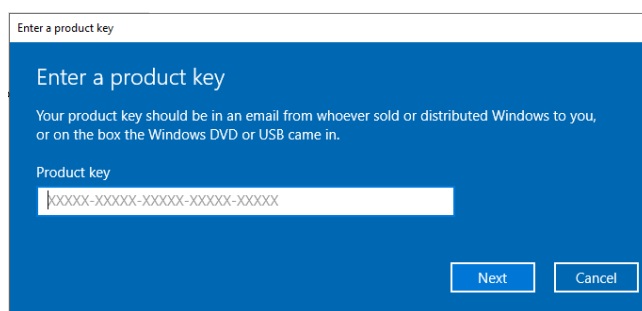 Enter a product key
Enter a product key
Your product key should be in an email from whoever sold or distributed Windows to you,
or on the box the Windows DVD or USB came in.
Product key
XXXXX-XXXXX-XXXXX-XXXXX-XXXXX
Next Cancel